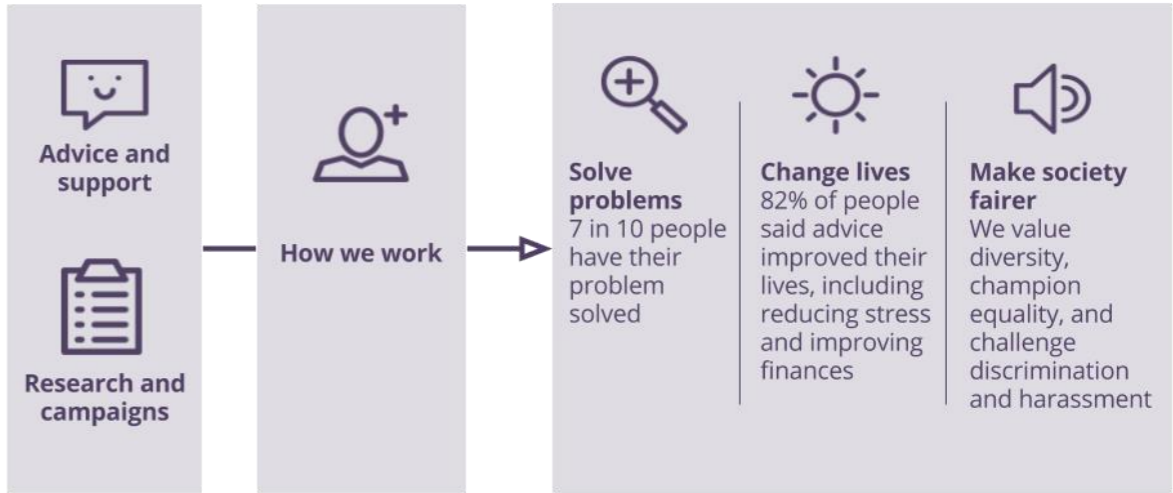 Advice and
support
Research and
campaigns
How we work
Solve
problems
7 in 10 people
have their
problem
solved
Change lives
82% of people
said advice
improved their
lives, including
reducing stress
and improving
finances
Make society
fairer
We value
diversity,
champion
equality, and
challenge
discrimination
and harassment